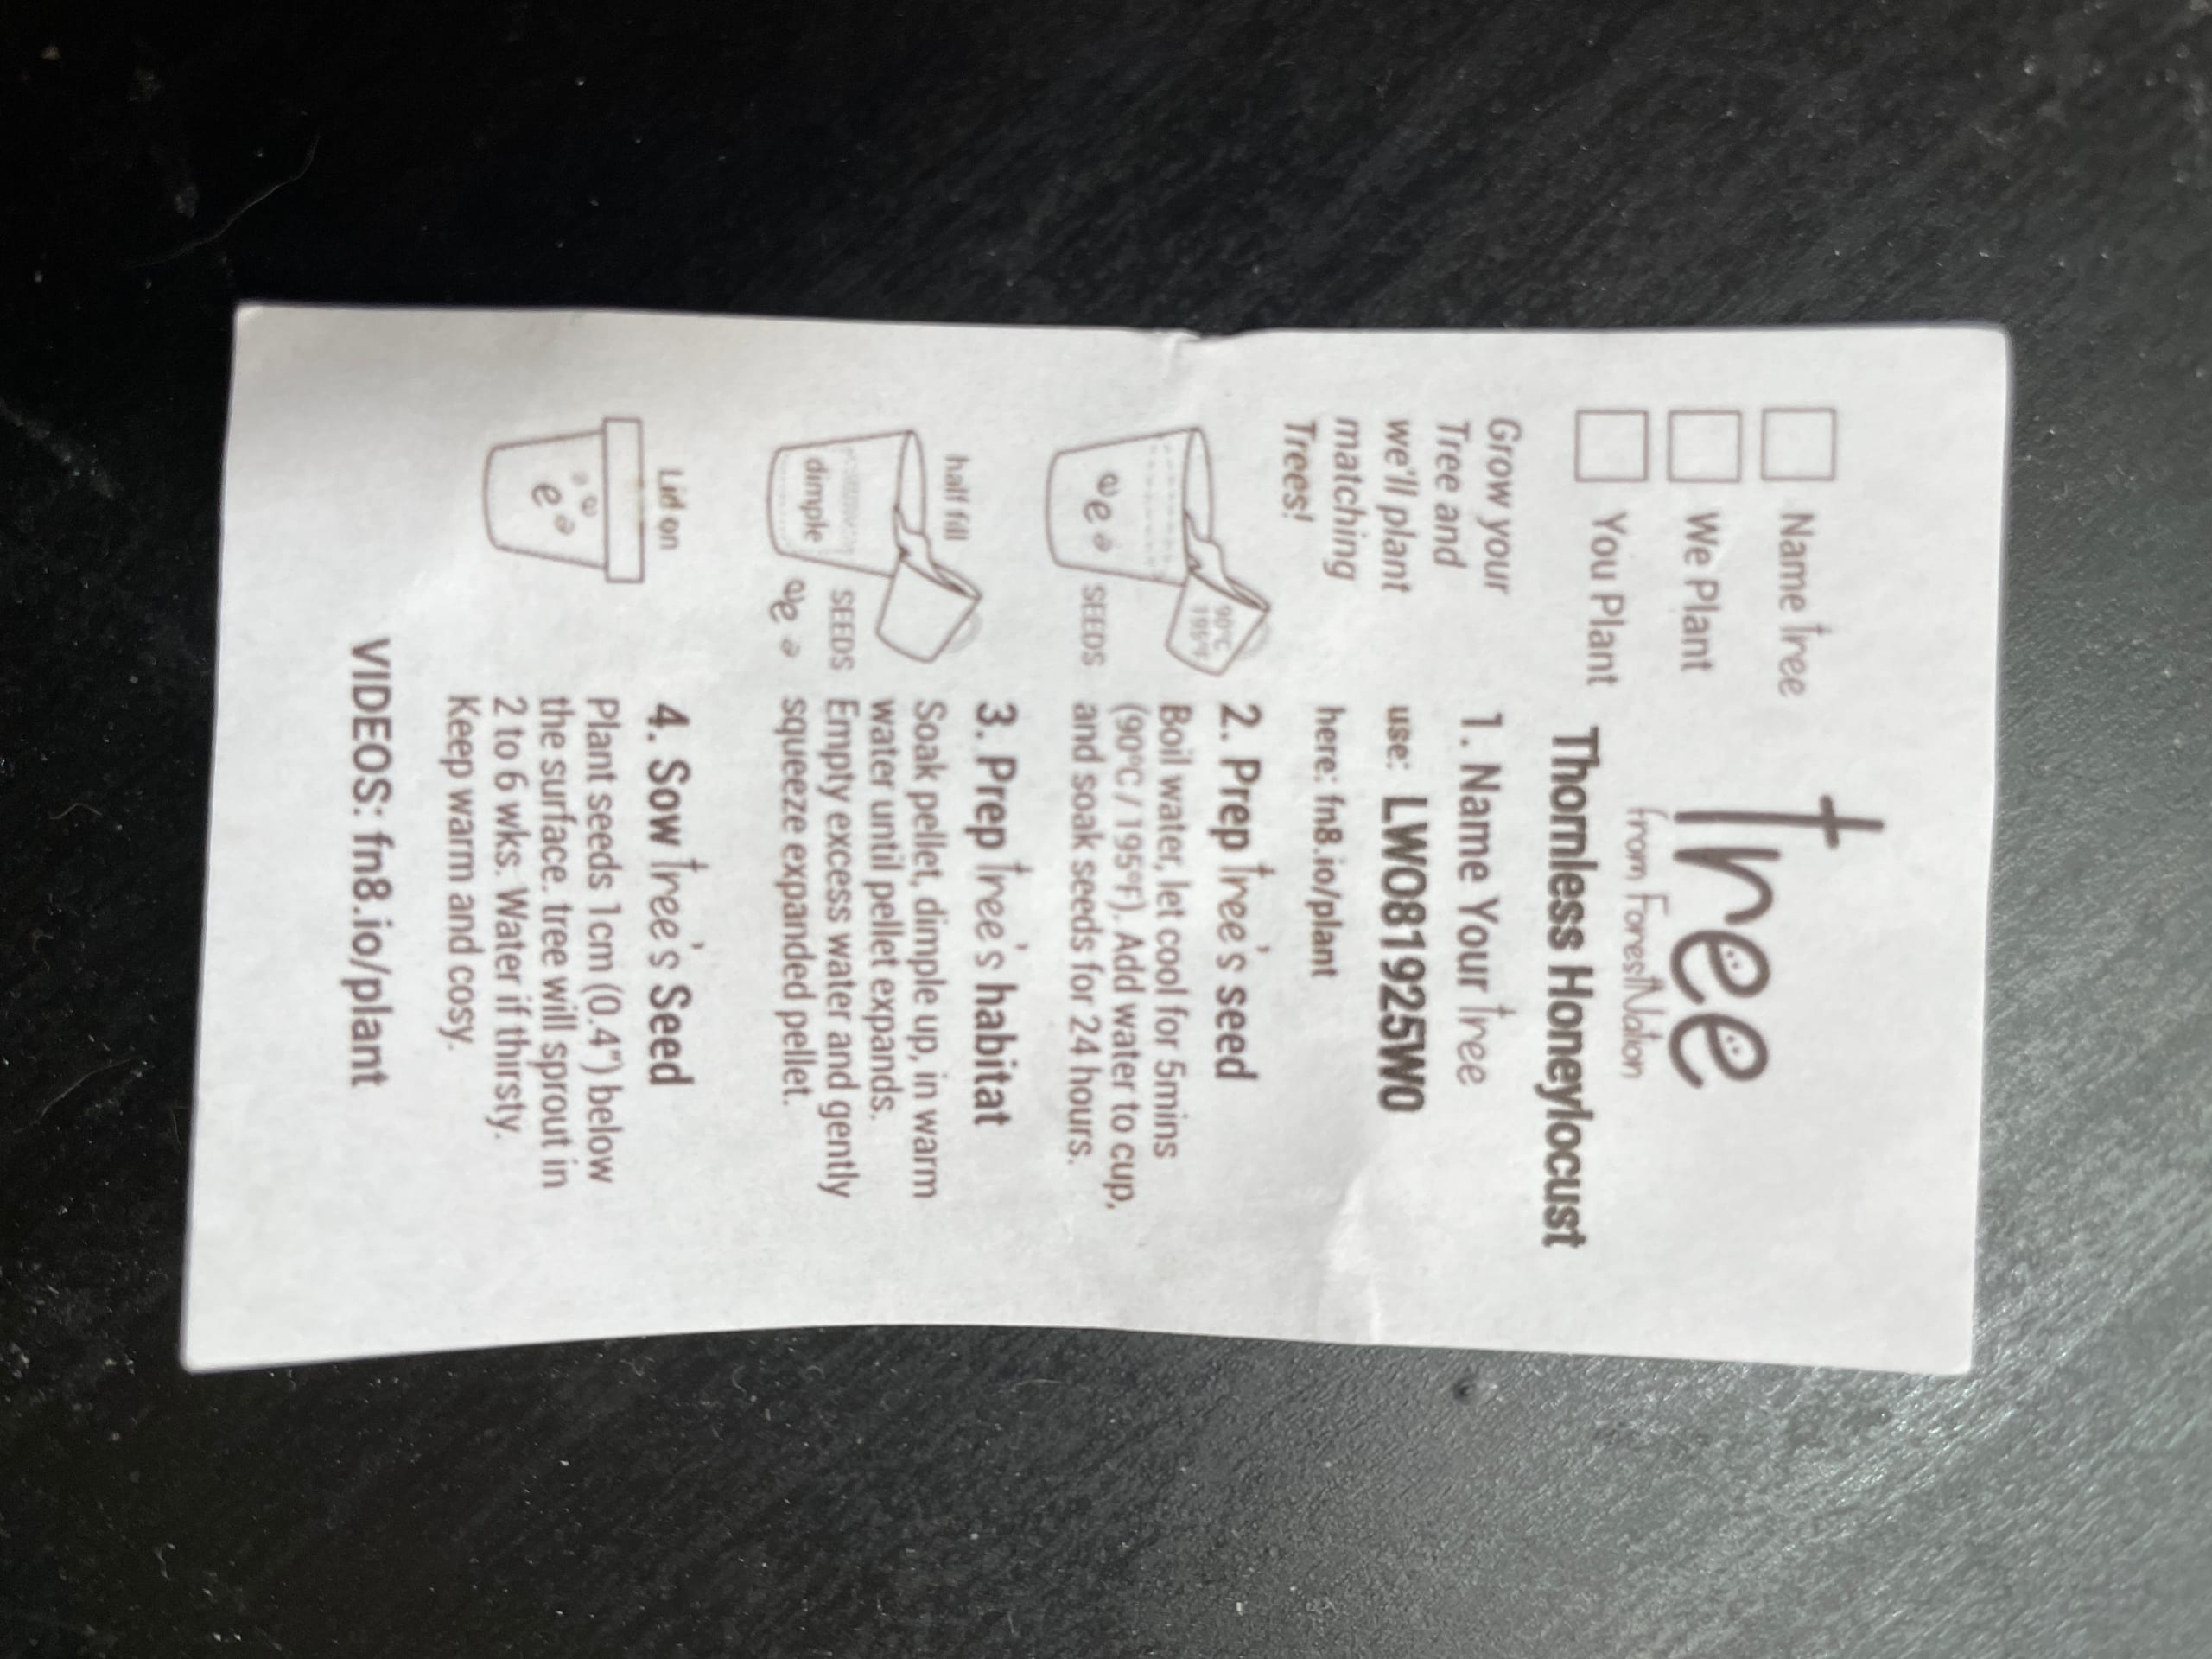 Name tree
We Plant
You Plant
tree
from ForestNation
Thornless Honeylocust
Grow your
Tree and
we'll plant
matching
Trees!
1. Name Your tree
use: LW081925W0
here: fn8.io/plant
90ºC
195ºF
SEEDS
2. Prep tree's seed
Boil water, let cool for 5mins
(90ºC / 195ºF). Add water to cup,
and soak seeds for 24 hours.
half fill
dimple
SEEDS
3. Prep tree's habitat
Soak pellet, dimple up, in warm
water until pellet expands.
Empty excess water and gently
squeeze expanded pellet.
Lid on
4. Sow tree's Seed
Plant seeds 1cm (0.4") below
the surface. tree will sprout in
2 to 6 wks. Water if thirsty.
Keep warm and cosy.
VIDEOS: fn8.io/plant